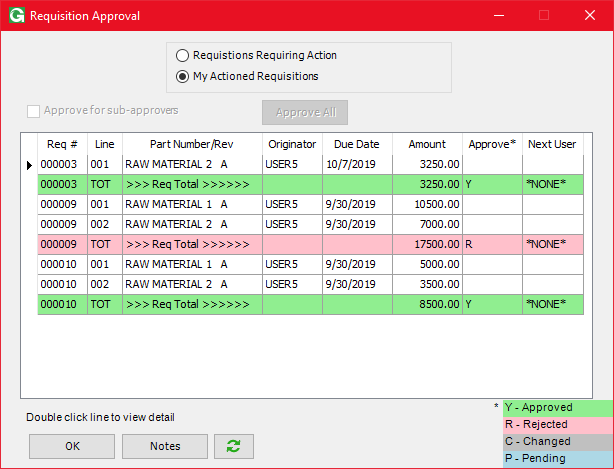 G Requisition Approval
Requistions Requiring Action
My Actioned Requisitions
Approve for sub-approvers Approve All
Req # Line Part Number/Rev Originator Due Date Amount Approve* Next User
000003 001 RAW MATERIAL 2 A USER5 10/7/2019 3250.00
000003 TOT >>> Req Total >>>>>> 3250.00 Y *NONE*
000009 001 RAW MATERIAL 1 A USER5 9/30/2019 10500.00
000009 002 RAW MATERIAL 2 A USER5 9/30/2019 7000.00
000009 TOT >>> Req Total >>>>>> 17500.00 R *NONE*
000010 001 RAW MATERIAL 1 A USER5 9/30/2019 5000.00
000010 002 RAW MATERIAL 2 A USER5 9/30/2019 3500.00
000010 TOT >>> Req Total >>>>>> 8500.00 Y *NONE*
Double click line to view detail
OK Notes
* Y - Approved
R - Rejected
C - Changed
P - Pending